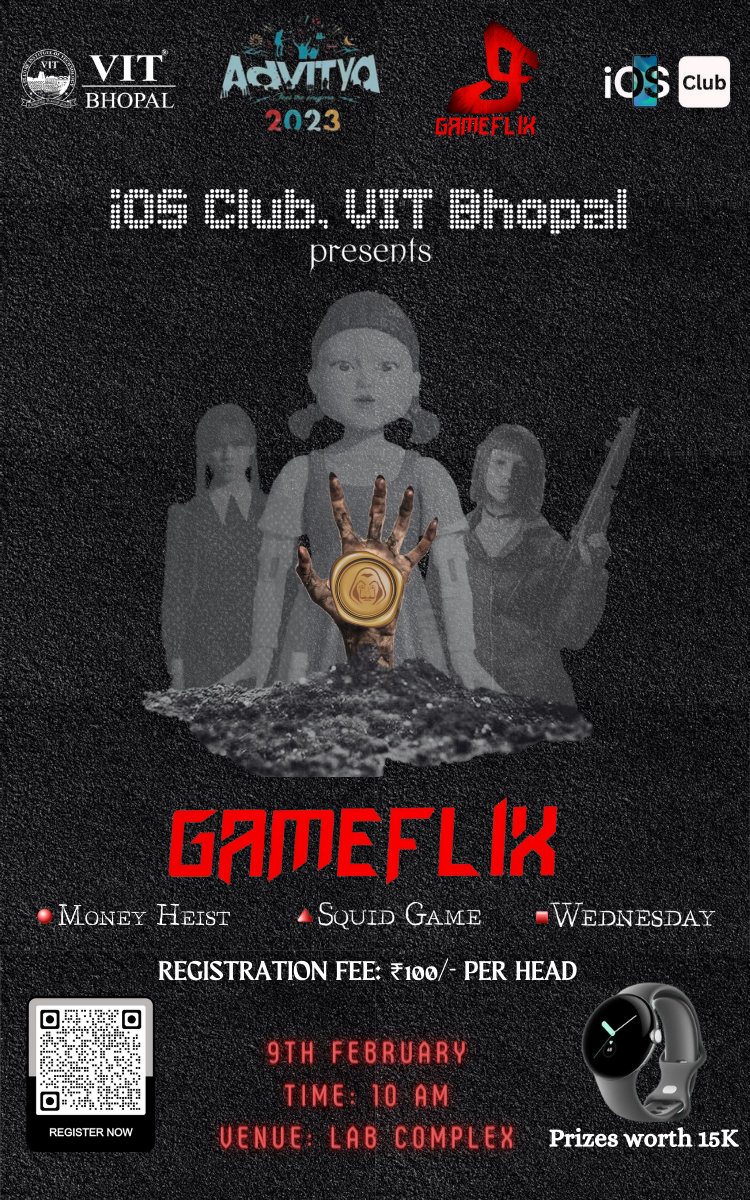 VIT®
BHOPAL
VIT
AdVITYA
2023
GAMEFLIX
iOS Club
iOS Club. VIT Bhopal
presents
GAMEFLIX
Money Heist Squid Game Wednesday
REGISTRATION FEE: ₹100/- PER HEAD
9TH FEBRUARY
TIME: 10 AM
VENUE: LAB COMPLEX
REGISTER NOW
Prizes worth 15K